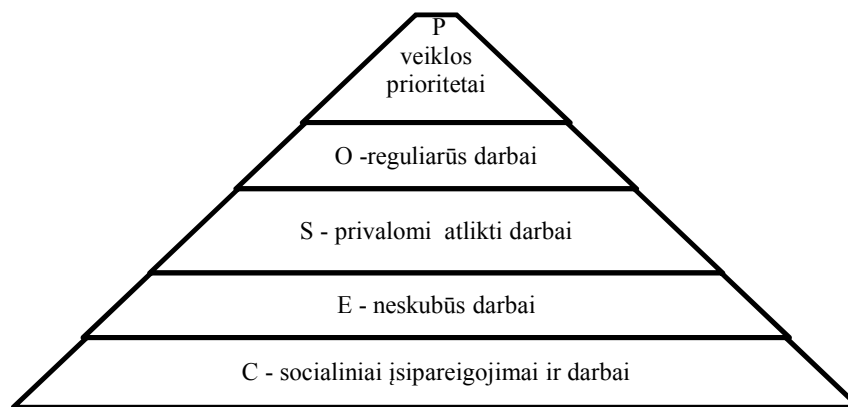 P
veiklos
prioritetai
O -reguliarūs darbai
S - privalomi atlikti darbai
E - neskubūs darbai
C - socialiniai įsipareigojimai ir darbai